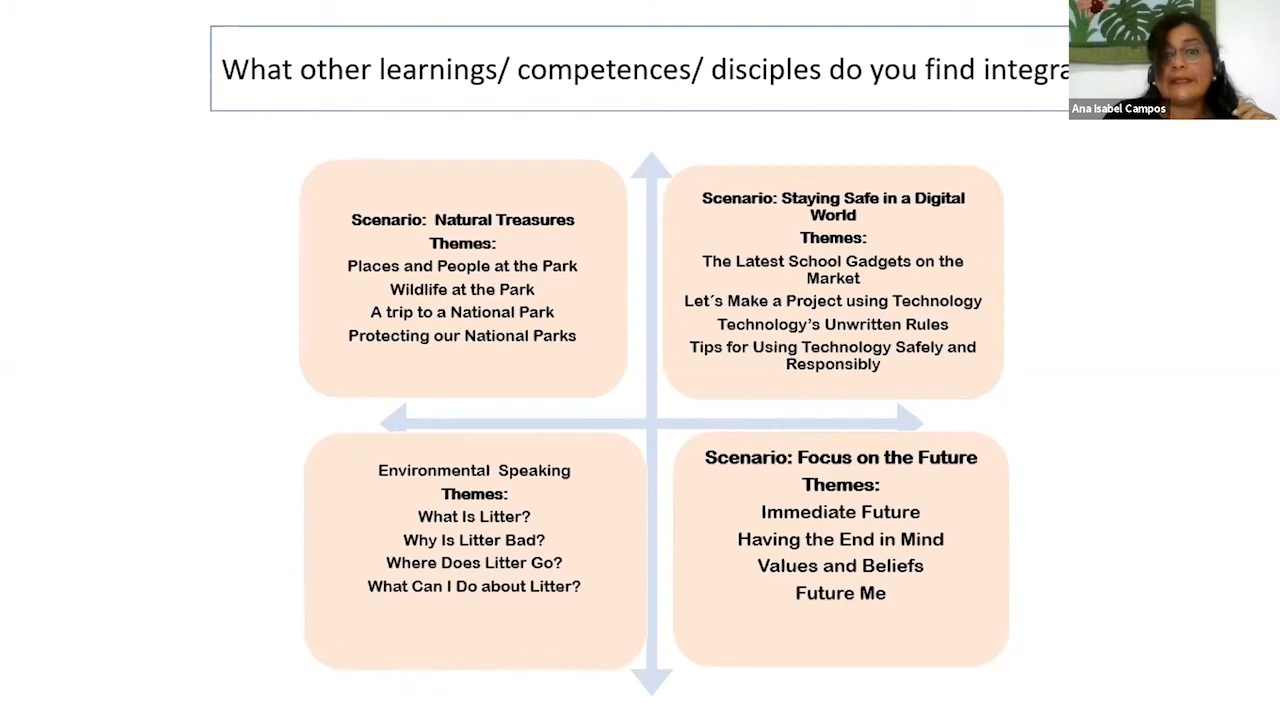 What other learnings/ competences/ disciples do you find integra
Ana Isabel Campos
Scenario: Natural Treasures
Themes:
Places and People at the Park
Wildlife at the Park
A trip to a National Park
Protecting our National Parks
Scenario: Staying Safe in a Digital
World
Themes:
The Latest School Gadgets on the
Market
Let´s Make a Project using Technology
Technology’s Unwritten Rules
Tips for Using Technology Safely and
Responsibly
Environmental Speaking
Themes:
What Is Litter?
Why Is Litter Bad?
Where Does Litter Go?
What Can I Do about Litter?
Scenario: Focus on the Future
Themes:
Immediate Future
Having the End in Mind
Values and Beliefs
Future Me